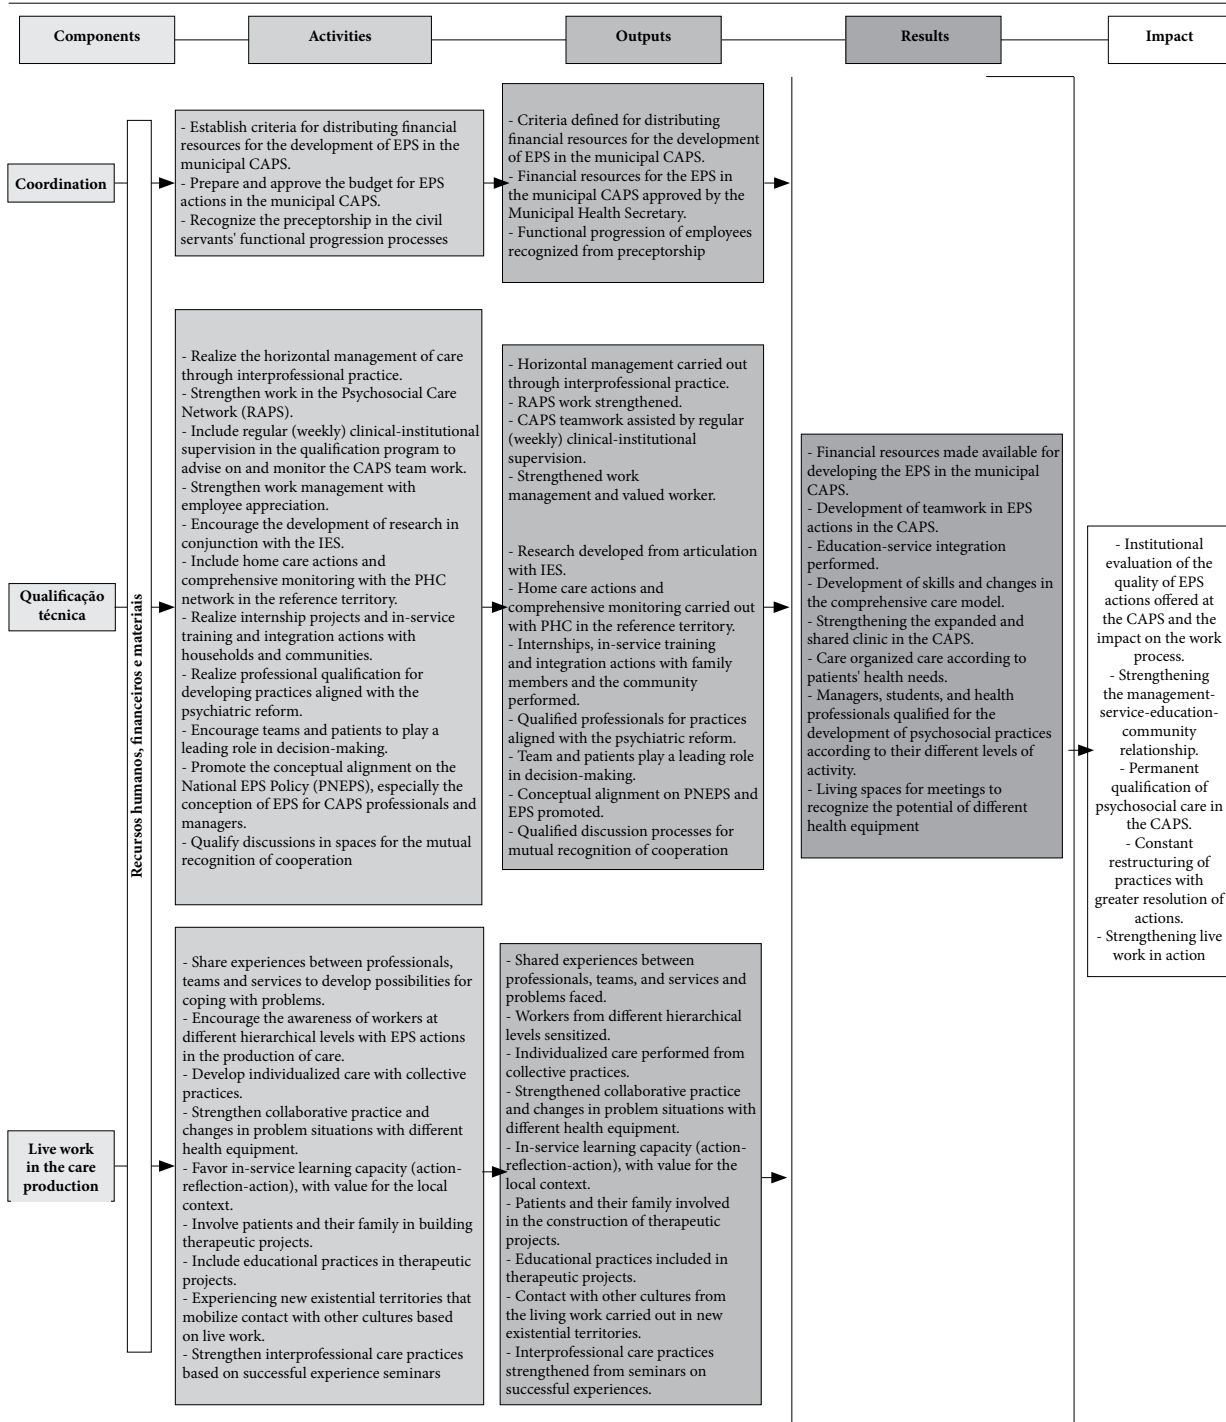 Components
Activities
Outputs
Results
Impact
Recursos humanos, financeiros e materiais
Coordination
- Establish criteria for distributing financial
resources for the development of EPS in the
municipal CAPS.
- Prepare and approve the budget for EPS
actions in the municipal CAPS.
- Recognize the preceptorship in the civil
servants' functional progression processes
- Criteria defined for distributing
financial resources for the development
of EPS in the municipal CAPS.
- Financial resources for the EPS in
the municipal CAPS approved by the
Municipal Health Secretary.
- Functional progression of employees
recognized from preceptorship
Qualificação
técnica
- Realize the horizontal management of care
through interprofessional practice.
- Strengthen work in the Psychosocial Care
Network (RAPS).
- Include regular (weekly) clinical-institutional
supervision in the qualification program to
advise on and monitor the CAPS team work.
- Strengthen work management with
employee appreciation.
- Encourage the development of research in
conjunction with the IES.
- Include home care actions and
comprehensive monitoring with the PHC
network in the reference territory.
- Realize internship projects and in-service
training and integration actions with
households and communities.
- Realize professional qualification for
developing practices aligned with the
psychiatric reform.
- Encourage teams and patients to play a
leading role in decision-making.
- Promote the conceptual alignment on the
National EPS Policy (PNEPS), especially the
conception of EPS for CAPS professionals and
managers.
- Qualify discussions in spaces for the mutual
recognition of cooperation
- Horizontal management carried out
through interprofessional practice.
- RAPS work strengthened.
- CAPS teamwork assisted by regular
(weekly) clinical-institutional
supervision.
- Strengthened work
management and valued worker.
- Research developed from articulation
with IES.
- Home care actions and
comprehensive monitoring carried out
with PHC in the reference territory.
- Internships, in-service training
and integration actions with family
members and the community
performed.
- Qualified professionals for practices
aligned with the psychiatric reform.
- Team and patients play a leading role
in decision-making.
- Conceptual alignment on PNEPS and
EPS promoted.
- Qualified discussion processes for
mutual recognition of cooperation
Live work
in the care
production
- Share experiences between professionals,
teams and services to develop possibilities for
coping with problems.
- Encourage the awareness of workers at
different hierarchical levels with EPS actions
in the production of care.
- Develop individualized care with collective
practices.
- Strengthen collaborative practice and
changes in problem situations with different
health equipment.
- Favor in-service learning capacity (action-
reflection-action), with value for the local
context.
- Involve patients and their family in building
therapeutic projects.
- Include educational practices in therapeutic
projects.
- Experiencing new existential territories that
mobilize contact with other cultures based
on live work.
- Strengthen interprofessional care practices
based on successful experience seminars
- Shared experiences between
professionals, teams, and services and
problems faced.
- Workers from different hierarchical
levels sensitized.
- Individualized care performed from
collective practices.
- Strengthened collaborative practice
and changes in problem situations with
different health equipment.
- In-service learning capacity (action-
reflection-action), with value for the
local context.
- Patients and their family involved
in the construction of therapeutic
projects.
- Educational practices included in
therapeutic projects.
- Contact with other cultures from
the living work carried out in new
existential territories.
- Interprofessional care practices
strengthened from seminars on
successful experiences.
- Financial resources made available for
developing the EPS in the municipal
CAPS.
- Development of teamwork in EPS
actions in the CAPS.
- Education-service integration
performed.
- Development of skills and changes in
the comprehensive care model.
- Strengthening the expanded and
shared clinic in the CAPS.
- Care organized care according to
patients' health needs.
- Managers, students, and health
professionals qualified for the
development of psychosocial practices
according to their different levels of
activity.
- Living spaces for meetings to
recognize the potential of different
health equipment
- Institutional
evaluation of the
quality of EPS
actions offered at
the CAPS and the
impact on the work
process.
- Strengthening
the management-
service-education-
community
relationship.
- Permanent
qualification of
psychosocial care in
the CAPS.
- Constant
restructuring of
practices with
greater resolution of
actions.
- Strengthening live
work in action